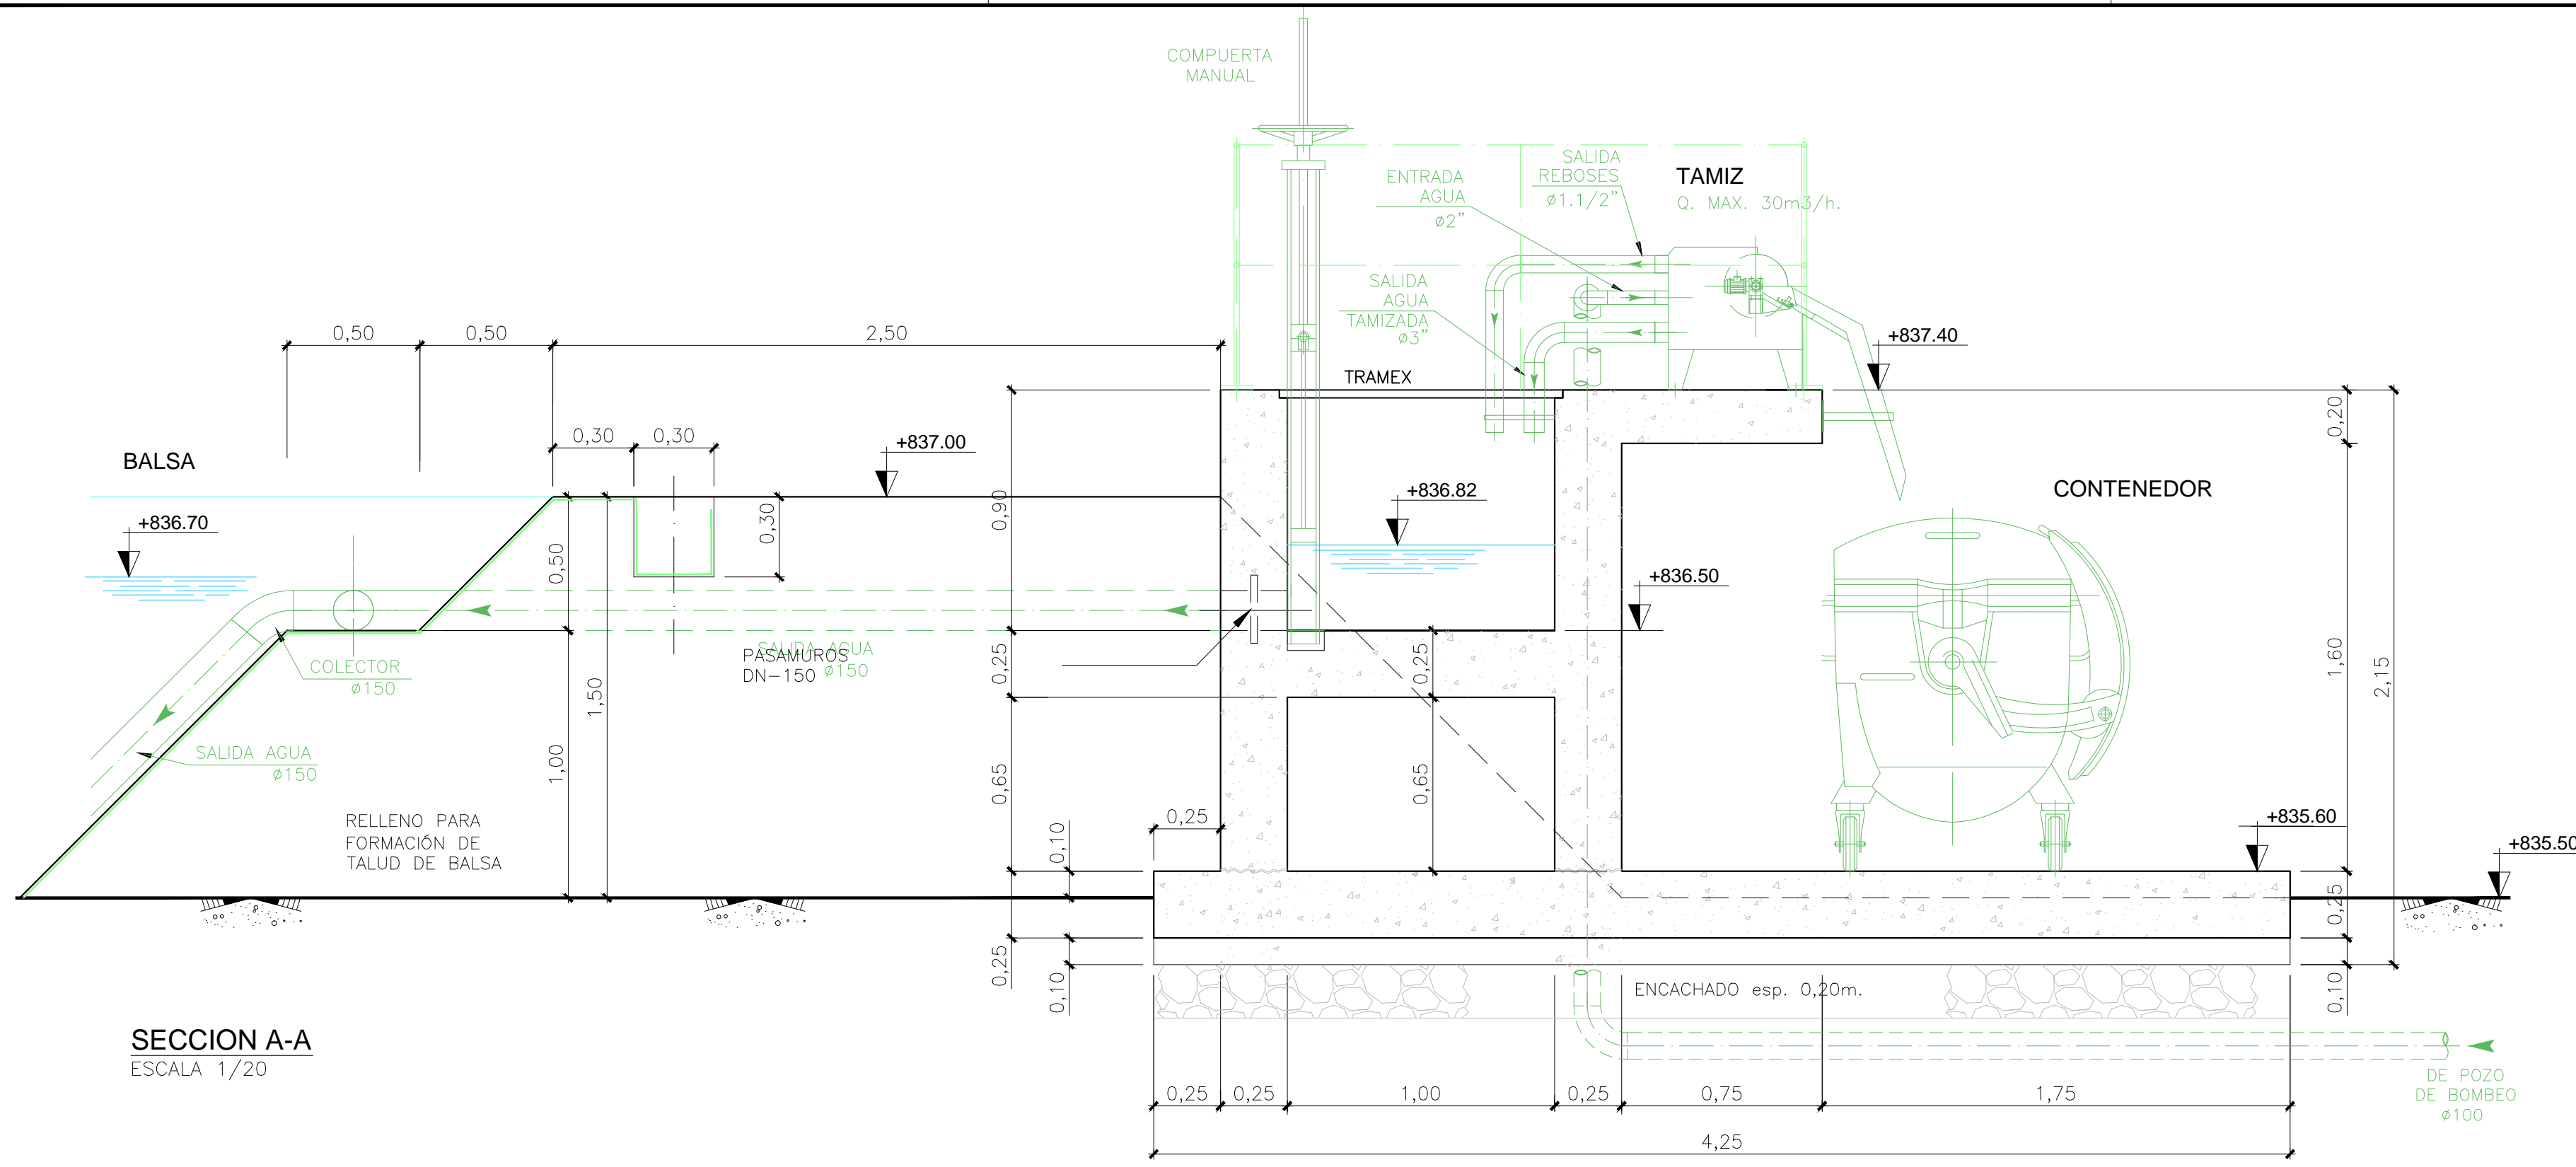 COMPUERTA
MANUAL
SALIDA
REBOSES
ø1.1/2"
TAMIZ
Q. MAX. 30m3/h.
ENTRADA
AGUA
ø2"
SALIDA
AGUA
TAMIZADA
ø3"
TRAMEX
+837.40
0,50
0,50
2,50
0,30
0,30
+837.00
BALSA
+836.70
+836.82
+836.50
CONTENEDOR
0,20
0,90
0,30
0,50
1,60
2,15
SALIDA AGUA
ø150
PASAMUROS
DN-150
COLECTOR
ø150
0,25
0,25
1,50
SALIDA AGUA
ø150
1,00
0,65
0,65
RELLENO PARA
FORMACIÓN DE
TALUD DE BALSA
0,25
0,10
+835.60
+835.50
0,25
0,25
0,10
0,10
ENCACHADO esp. 0,20m.
SECCION A-A
ESCALA 1/20
0,25
0,25
1,00
0,25
0,75
1,75
4,25
DE POZO
DE BOMBEO
ø100